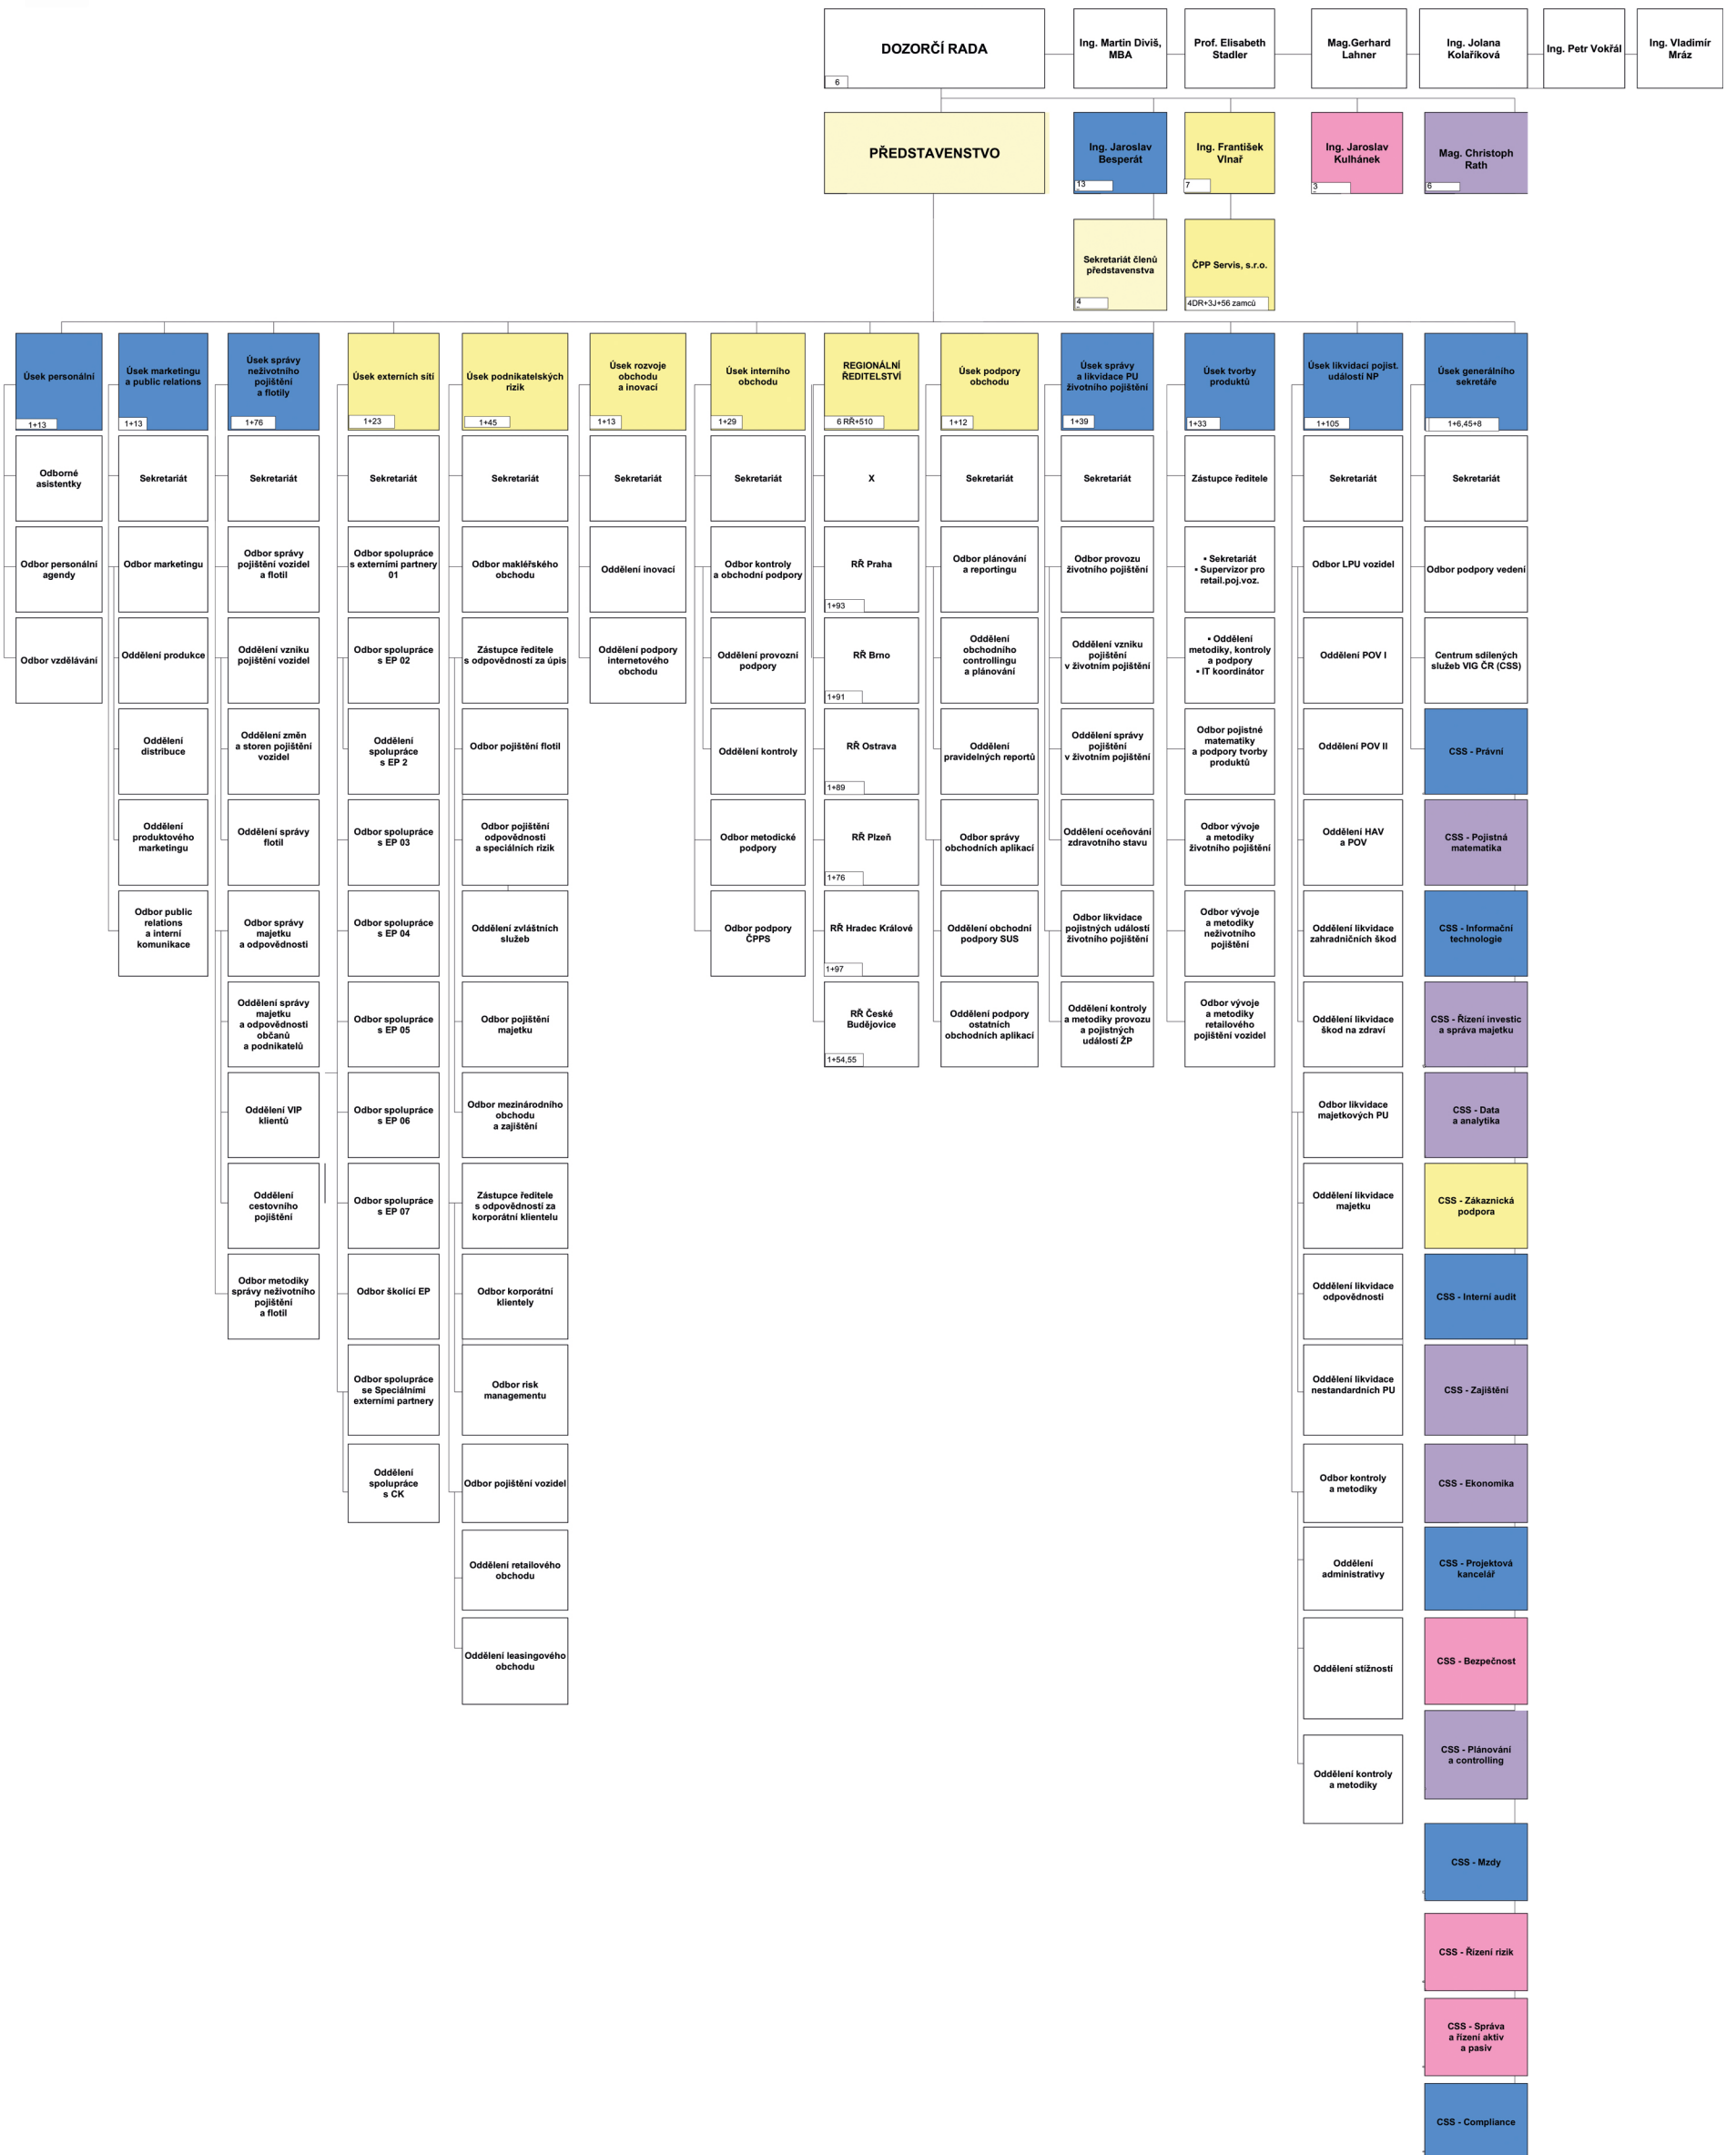 DOZORČÍ RADA
6
Ing. Martin Diviš,
MBA
Prof. Elisabeth
Stadler
Mag.Gerhard
Lahner
Ing. Jolana
Kolaříková
Ing. Petr Vokřál
Ing. Vladimír
Mráz
PŘEDSTAVENSTVO
Ing. Jaroslav
Besperát
13
Ing. František
Vlnař
7
Ing. Jaroslav
Kulhánek
3
Mag. Christoph
Rath
6
Sekretariát členů
představenstva
4
ČPP Servis, s.r.o.
4DR+3J+56 zamců
Úsek personální
1+13
Odborné
asistentky
Odbor personální
agendy
Odbor vzdělávání
Úsek marketingu
a public relations
1+13
Sekretariát
Odbor marketingu
Oddělení produkce
Oddělení
distribuce
Oddělení
produktového
marketingu
Odbor public
relations
a interní
komunikace
Úsek správy
neživotního
pojištění
a flotily
1+76
Sekretariát
Odbor správy
pojištění vozidel
a flotil
Oddělení vzniku
pojištění vozidel
Oddělení změn
a storen pojištění
vozidel
Oddělení správy
flotil
Odbor správy
majetku
a odpovědnosti
Oddělení správy
majetku
a odpovědnosti
občanů
a podnikatelů
Oddělení VIP
klientů
Oddělení
cestovního
pojištění
Odbor metodiky
správy neživotního
pojištění
a flotil
Úsek externích sítí
1+23
Sekretariát
Odbor spolupráce
s externími partnery
01
Odbor spolupráce
s EP 02
Oddělení
spolupráce
s EP 2
Odbor spolupráce
s EP 03
Odbor spolupráce
s EP 04
Odbor spolupráce
s EP 05
Odbor spolupráce
s EP 06
Odbor spolupráce
s EP 07
Odbor školící EP
Odbor spolupráce
se Speciálními
externími partnery
Oddělení
spolupráce
s CK
Úsek podnikatelských
rizik
1+45
Sekretariát
Odbor makléřského
obchodu
Zástupce ředitele
s odpovědností za úpis
Odbor pojištění flotil
Odbor pojištění
odpovědnosti
a speciálních rizik
Oddělení zvláštních
služeb
Odbor pojištění
majetku
Odbor mezinárodního
obchodu
a zajištění
Zástupce ředitele
s odpovědností za
korporátní klientelu
Odbor korporátní
klientely
Odbor risk
managementu
Odbor pojištění vozidel
Oddělení retailového
obchodu
Oddělení leasingového
obchodu
Úsek rozvoje
obchodu
a inovací
1+13
Sekretariát
Oddělení inovací
Oddělení podpory
internetového
obchodu
Úsek interního
obchodu
1+29
Sekretariát
Odbor kontroly
a obchodní podpory
Oddělení provozní
podpory
Oddělení kontroly
Odbor metodické
podpory
Odbor podpory
ČPPS
REGIONÁLNÍ
ŘEDITELSTVÍ
6 RŘ+510
X
RŘ Praha
1+93
RŘ Brno
1+91
RŘ Ostrava
1+89
RŘ Plzeň
1+76
RŘ Hradec Králové
1+97
RŘ České
Budějovice
1+54,55
Úsek podpory
obchodu
1+12
Sekretariát
Odbor plánování
a reportingu
Oddělení
obchodního
controllingu
a plánování
Oddělení
pravidelných reportů
Odbor správy
obchodních aplikací
Oddělení obchodní
podpory SUS
Oddělení podpory
ostatních
obchodních aplikací
Úsek správy
a likvidace PU
životního pojištění
1+39
Sekretariát
Odbor provozu
životního pojištění
Oddělení vzniku
pojištění
v životním pojištění
Oddělení správy
pojištění
v životním pojištění
Oddělení oceňování
zdravotního stavu
Odbor likvidace
pojistných událostí
životního pojištění
Oddělení kontroly
a metodiky provozu
a pojistných
událostí ŽP
Úsek tvorby
produktů
1+33
Zástupce ředitele
▪ Sekretariát
▪ Supervizor pro
retail.poj.voz.
▪ Oddělení
metodiky, kontroly
a podpory
▪ IT koordinátor
Odbor pojistné
matematiky
a podpory tvorby
produktů
Odbor vývoje
a metodiky
životního pojištění
Odbor vývoje
a metodiky
neživotního
pojištění
Odbor vývoje
a metodiky
retailového
pojištění vozidel
Úsek likvidací pojist.
událostí NP
1+105
Sekretariát
Odbor LPU vozidel
Oddělení POV I
Oddělení POV II
Oddělení HAV
a POV
Oddělení likvidace
zahradničních škod
Oddělení likvidace
škod na zdraví
Odbor likvidace
majetkových PU
Oddělení likvidace
majetku
Oddělení likvidace
odpovědnosti
Oddělení likvidace
nestandardních PU
Odbor kontroly
a metodiky
Oddělení
administrativy
Oddělení stížností
Oddělení kontroly
a metodiky
Úsek generálního
sekretáře
1+6,45+8
Sekretariát
Odbor podpory vedení
Centrum sdílených
služeb VIG ČR (CSS)
CSS - Právní
CSS - Pojistná
matematika
CSS - Informační
technologie
CSS - Řízení investic
a správa majetku
CSS - Data
a analytika
CSS - Zákaznická
podpora
CSS - Interní audit
CSS - Zajištění
CSS - Ekonomika
CSS - Projektová
kancelář
CSS - Bezpečnost
CSS - Plánování
a controlling
CSS - Mzdy
CSS - Řízení rizik
CSS - Správa
a řízení aktiv
a pasiv
CSS - Compliance